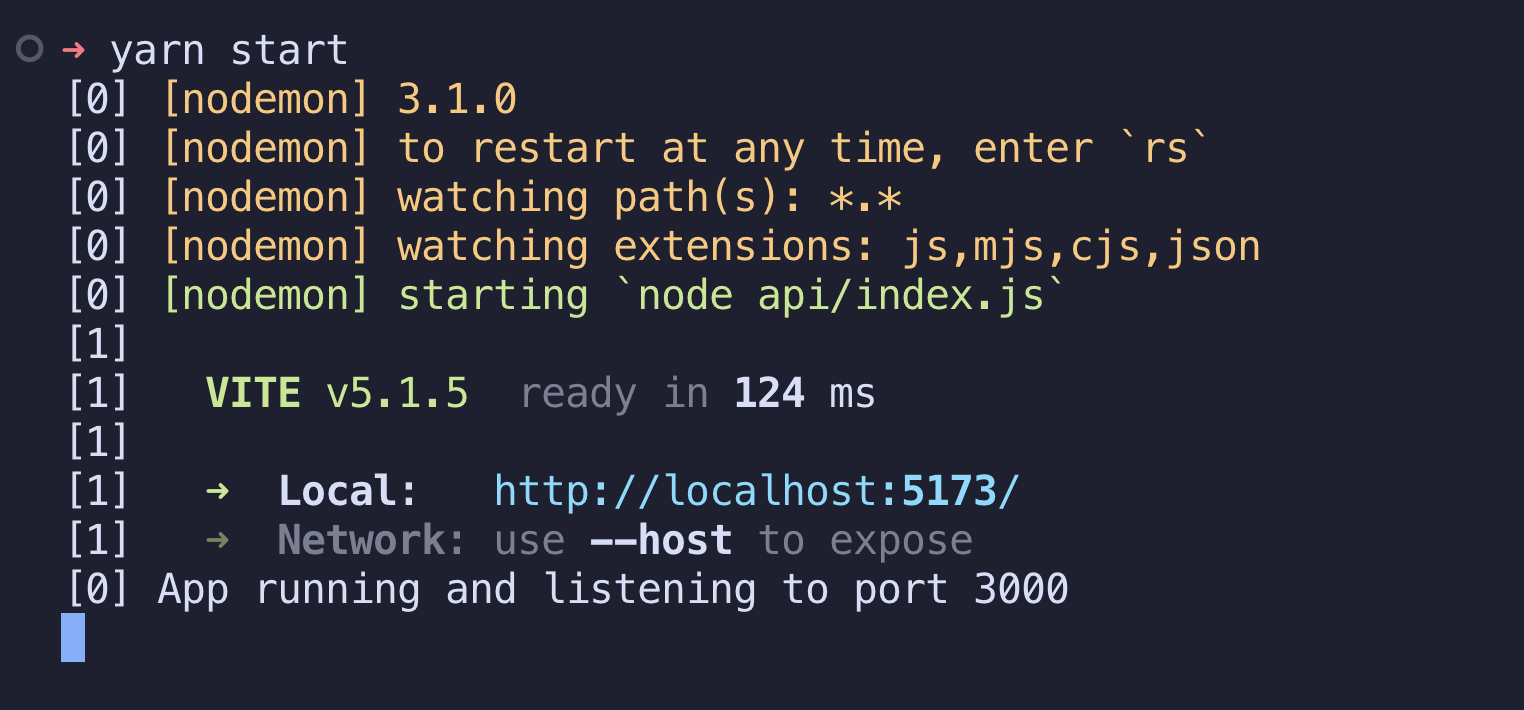 ➜ yarn start
[0] [nodemon] 3.1.0
[0] [nodemon] to restart at any time, enter `rs`
[0] [nodemon] watching path(s): *.*
[0] [nodemon] watching extensions: js,mjs,cjs,json
[0] [nodemon] starting `node api/index.js`
[1]
[1]   VITE v5.1.5  ready in 124 ms
[1]
[1]   ➜  Local:   http://localhost:5173/
[1]   ➜  Network: use --host to expose
[0] App running and listening to port 3000